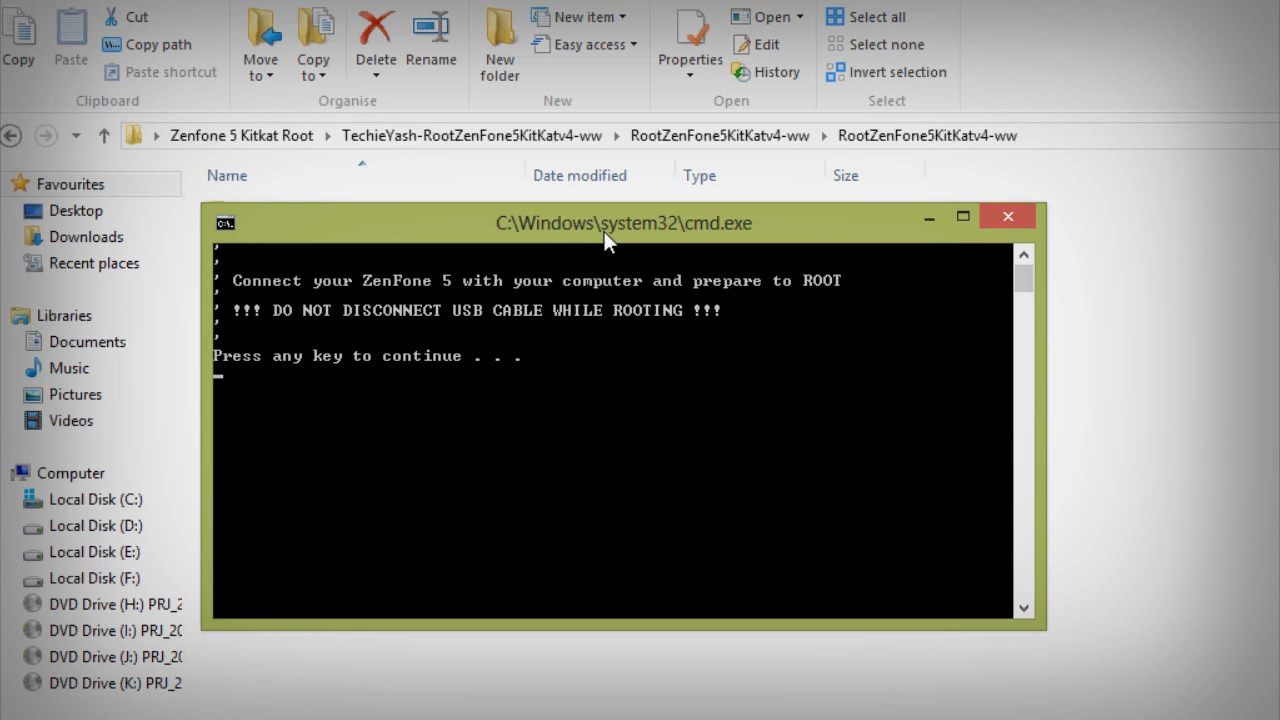 Copy
Paste
Cut
Copy path
Paste shortcut
Clipboard
Move to
Copy to
Delete
Rename
Organise
New folder
New item
Easy access
New
Properties
Open
Edit
History
Open
Select all
Select none
Invert selection
Select
Zenfone 5 Kitkat Root TechieYash-RootZenFone5KitKatv4-ww RootZenFone5KitKatv4-ww RootZenFone5KitKatv4-ww
Name Date modified Type Size
Favourites
Desktop
Downloads
Recent places
Libraries
Documents
Music
Pictures
Videos
Computer
Local Disk (C:)
Local Disk (D:)
Local Disk (E:)
Local Disk (F:)
DVD Drive (H:) PRJ_2
DVD Drive (I:) PRJ_20
DVD Drive (J:) PRJ_20
DVD Drive (K:) PRJ_2
C:\Windows\system32\cmd.exe
,
,
, Connect your ZenFone 5 with your computer and prepare to ROOT
, !!! DO NOT DISCONNECT USB CABLE WHILE ROOTING !!!
,
,
Press any key to continue . . .